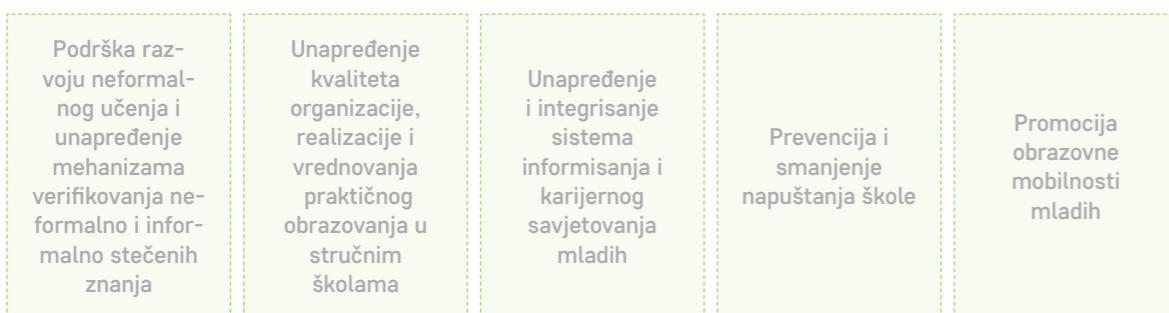 Podrška raz-
voju neformal-
nog učenja i
unapređenje
mehanizama
verifikovanja ne-
formalno i infor-
malno stečenih
znanja
Unapređenje
kvaliteta
organizacije,
realizacije i
vrednovanja
praktičnog
obrazovanja u
stručnim
školama
Unapređenje
i integrisanje
sistema
informisanja i
karijernog
savjetovanja
mladih
Prevencija i
smanjenje
napuštanja škole
Promocija
obrazovne
mobilnosti
mladih